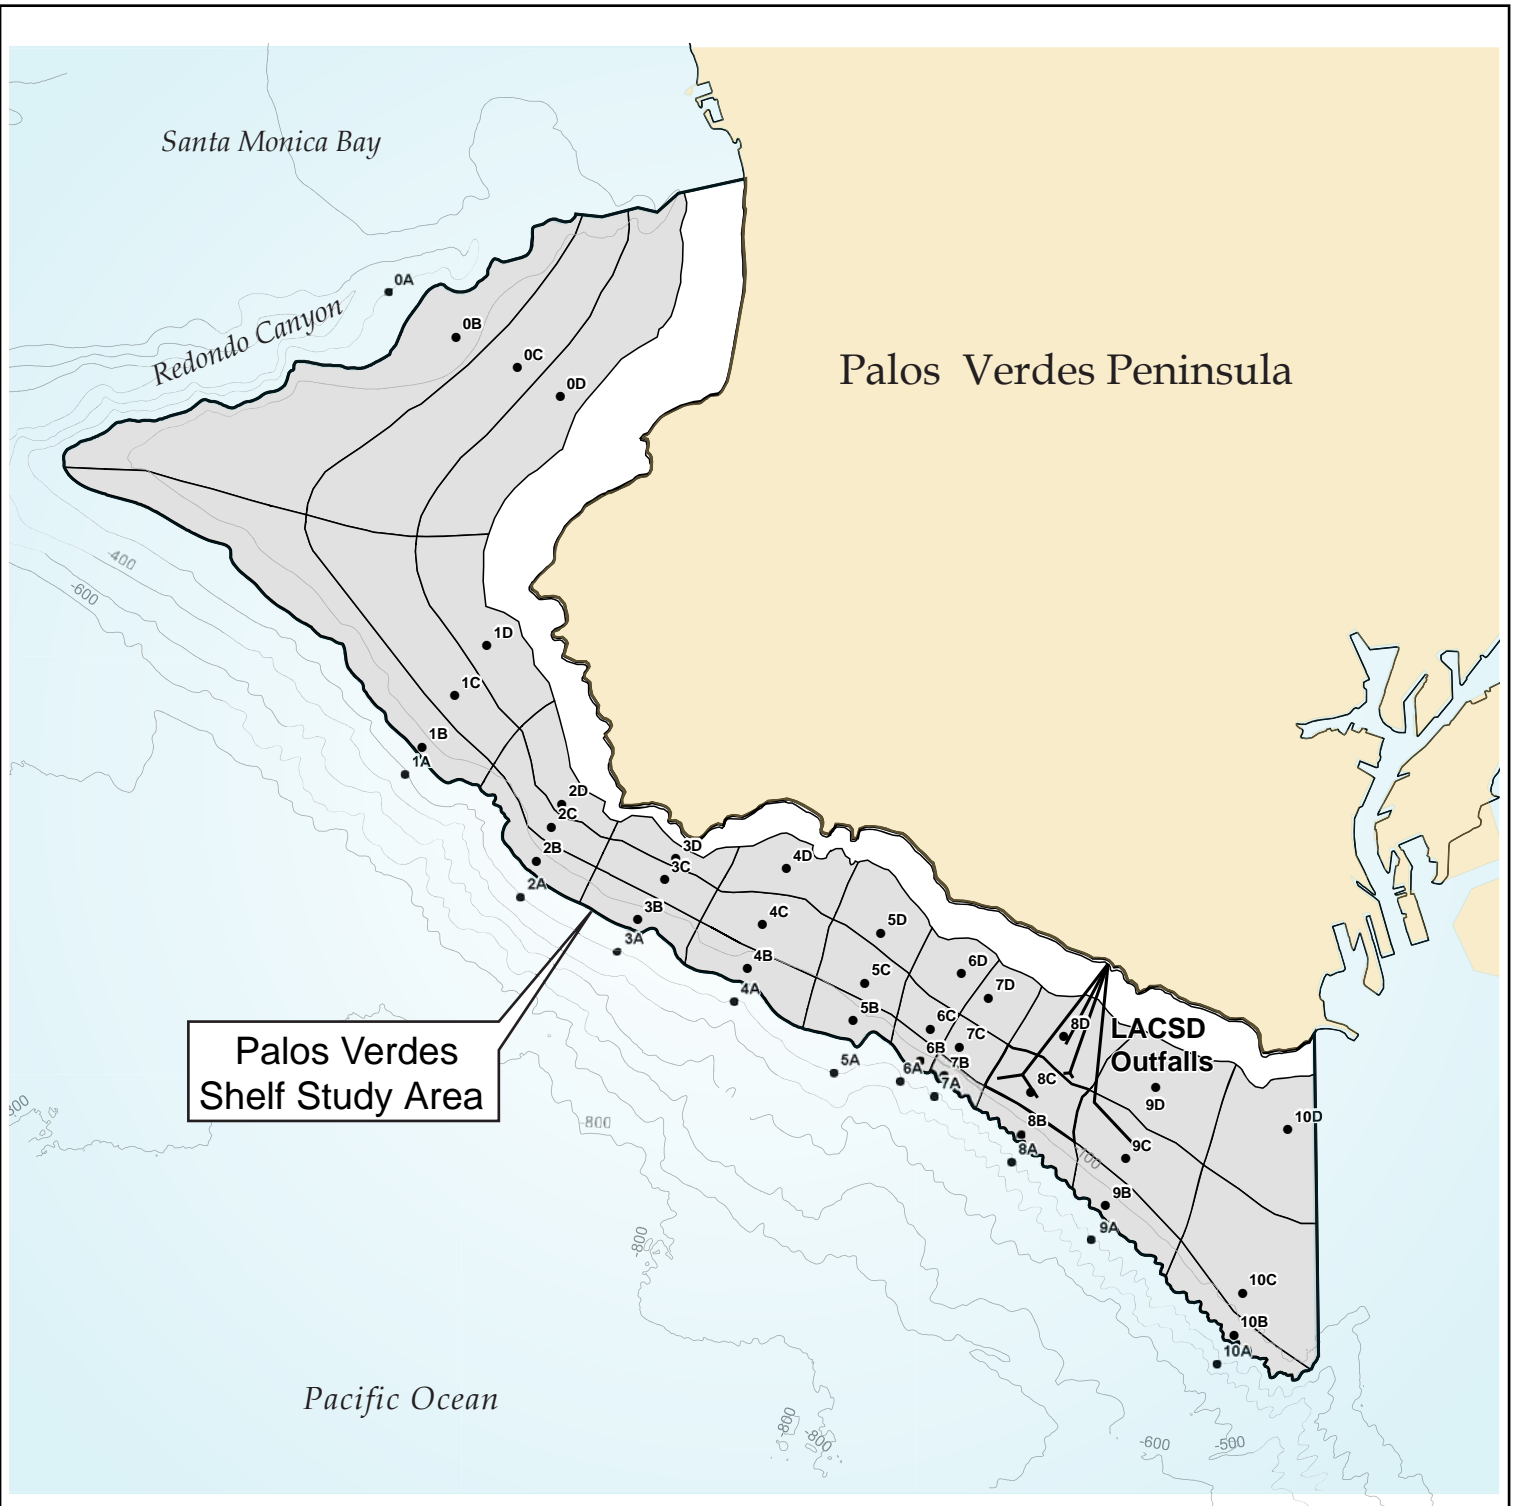 Santa Monica Bay
0A
Redondo Canyon
0B
0C
0D
Palos Verdes Peninsula
-400
-600
1D
1C
1B
1A
2D
2C
2B
2A
3D
3C
3B
3A
4D
4C
4B
4A
5D
5C
5B
5A
6D
6C
6B
6A
7D
7C
7B
7A
8D
8C
8B
8A
LACSD
Outfalls
9D
9C
9B
9A
10D
10C
10B
10A
Palos Verdes
Shelf Study Area
-800
-800
-800
-800
-600
-500
Pacific Ocean